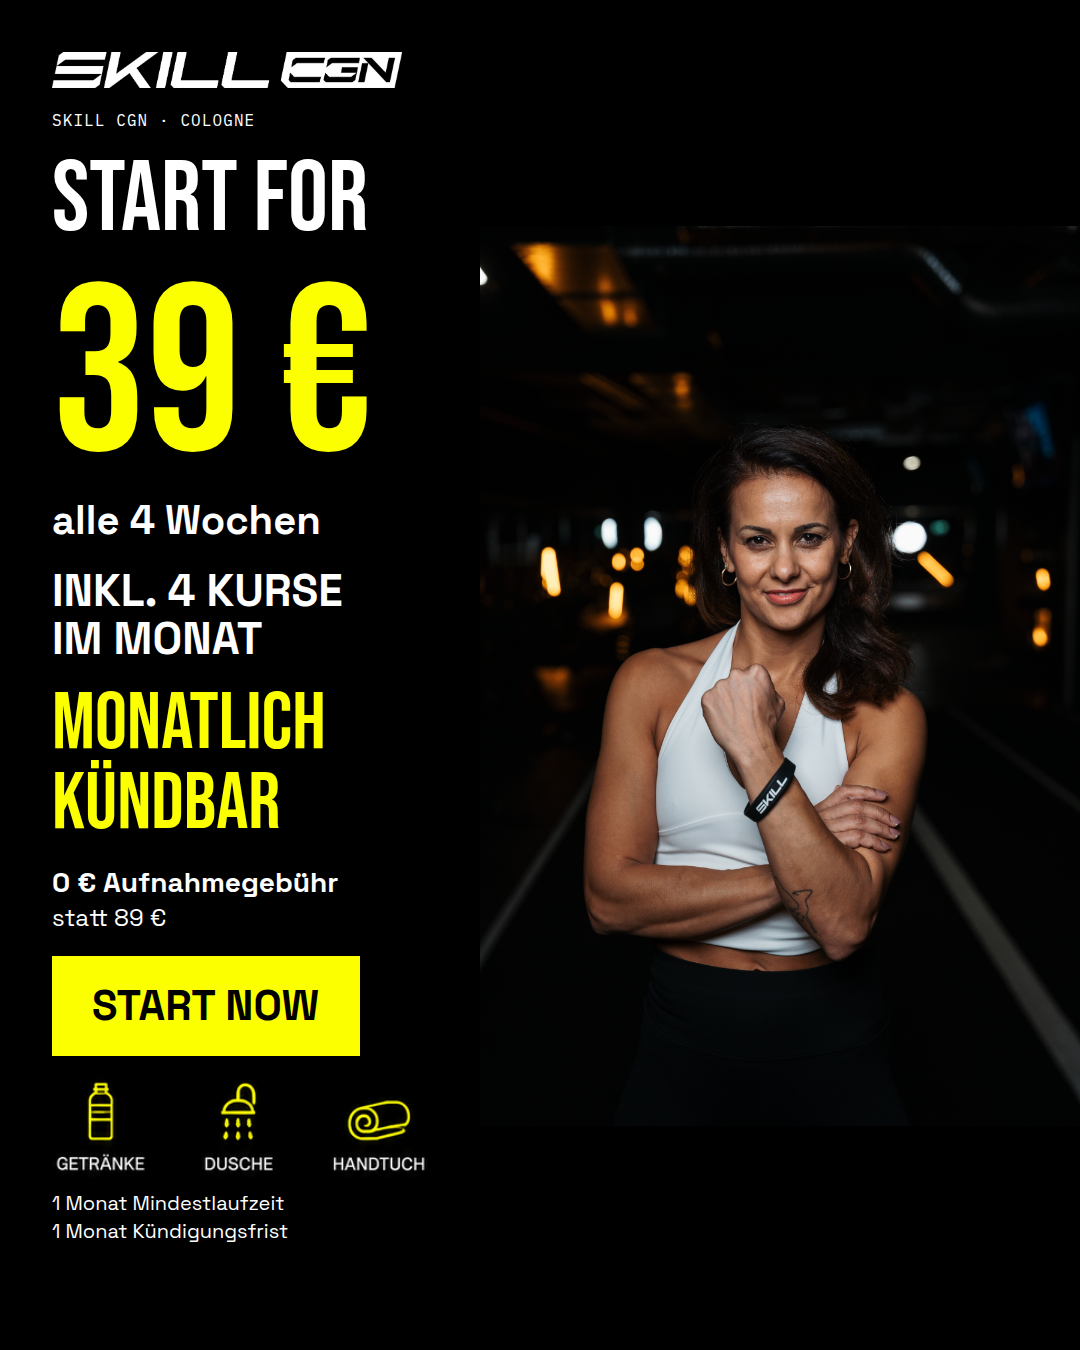 SKILL CGN
SKILL CGN · COLOGNE
START FOR
39 €
alle 4 Wochen
INKL. 4 KURSE
IM MONAT
MONATLICH
KÜNDBAR
0 € Aufnahmegebühr
statt 89 €
SKILL
START NOW
GETRÄNKE DUSCHE HANDTUCH
1 Monat Mindestlaufzeit
1 Monat Kündigungsfrist